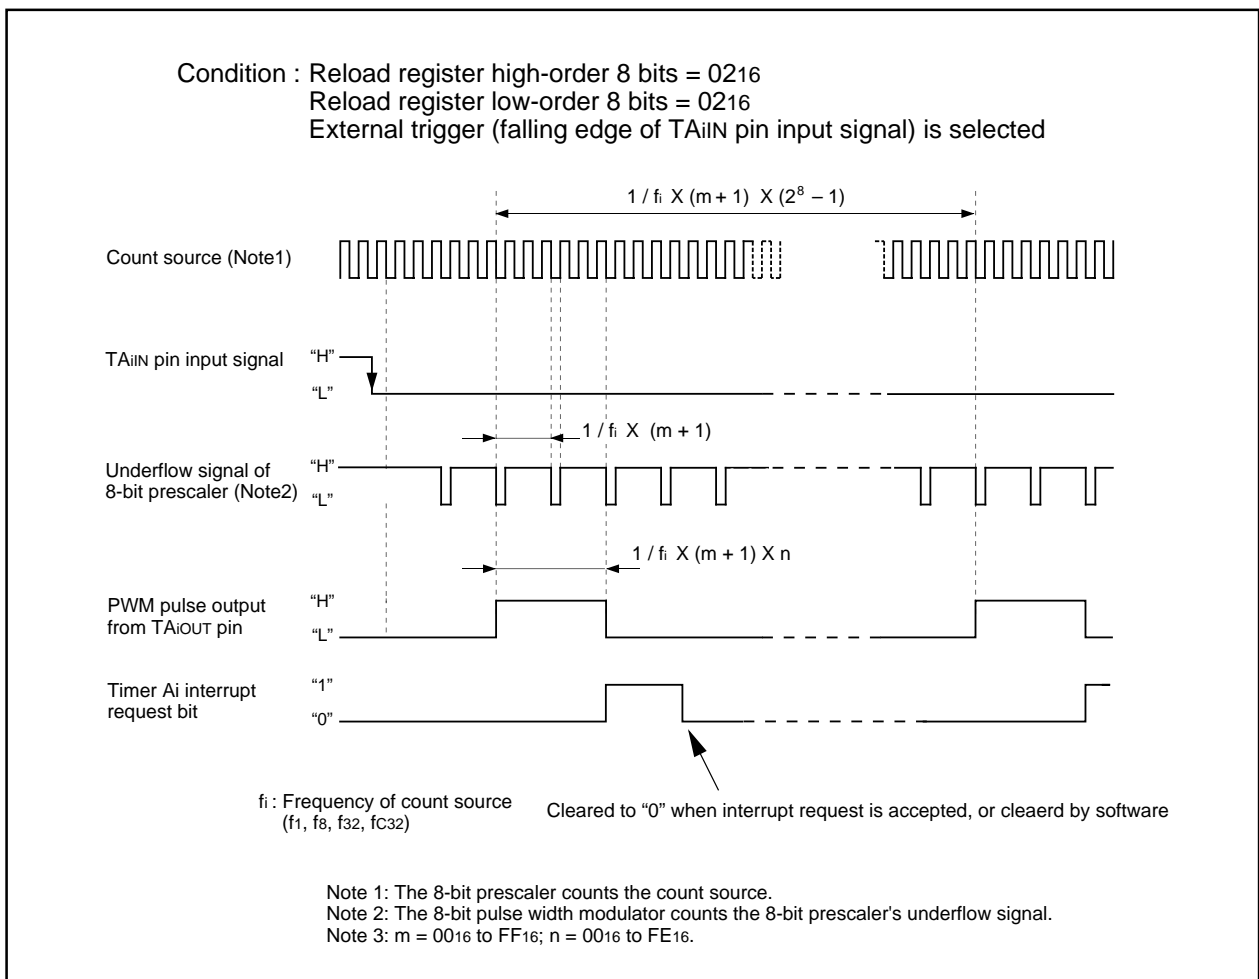 Condition : Reload register high-order 8 bits = 0216
Reload register low-order 8 bits = 0216
External trigger (falling edge of TAiIN pin input signal) is selected
1 / fi X (m + 1) X (2⁸ – 1)
Count source (Note1)
TAiIN pin input signal
“H”
“L”
1 / fi X (m + 1)
Underflow signal of
8-bit prescaler (Note2)
“H”
“L”
1 / fi X (m + 1) X n
PWM pulse output
from TAiOUT pin
“H”
“L”
Timer Ai interrupt
request bit
“1”
“0”
fi : Frequency of count source
(f1, f8, f32, fC32)
Cleared to “0” when interrupt request is accepted, or cleaerd by software
Note 1: The 8-bit prescaler counts the count source.
Note 2: The 8-bit pulse width modulator counts the 8-bit prescaler's underflow signal.
Note 3: m = 0016 to FF16; n = 0016 to FE16.